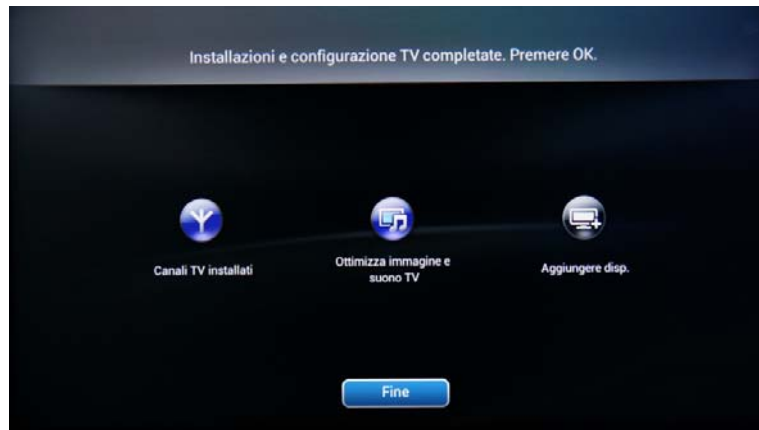 Installazioni e configurazione TV completate. Premere OK.
Canali TV installati
Ottimizza immagine e
suono TV
Aggiungere disp.
Fine